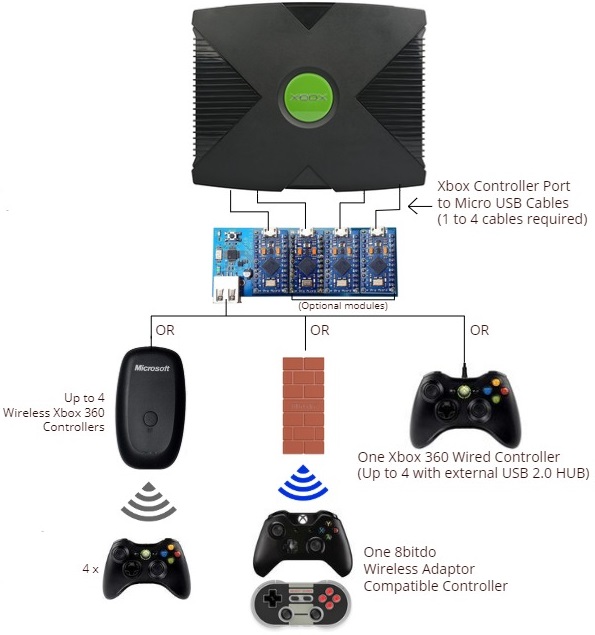 XBOX
Xbox Controller Port
to Micro USB Cables
(1 to 4 cables required)
(Optional modules)
OR
OR
OR
Microsoft
Up to 4
Wireless Xbox 360
Controllers
One Xbox 360 Wired Controller
(Up to 4 with external USB 2.0 HUB)
4 x
One 8bitdo
Wireless Adaptor
Compatible Controller